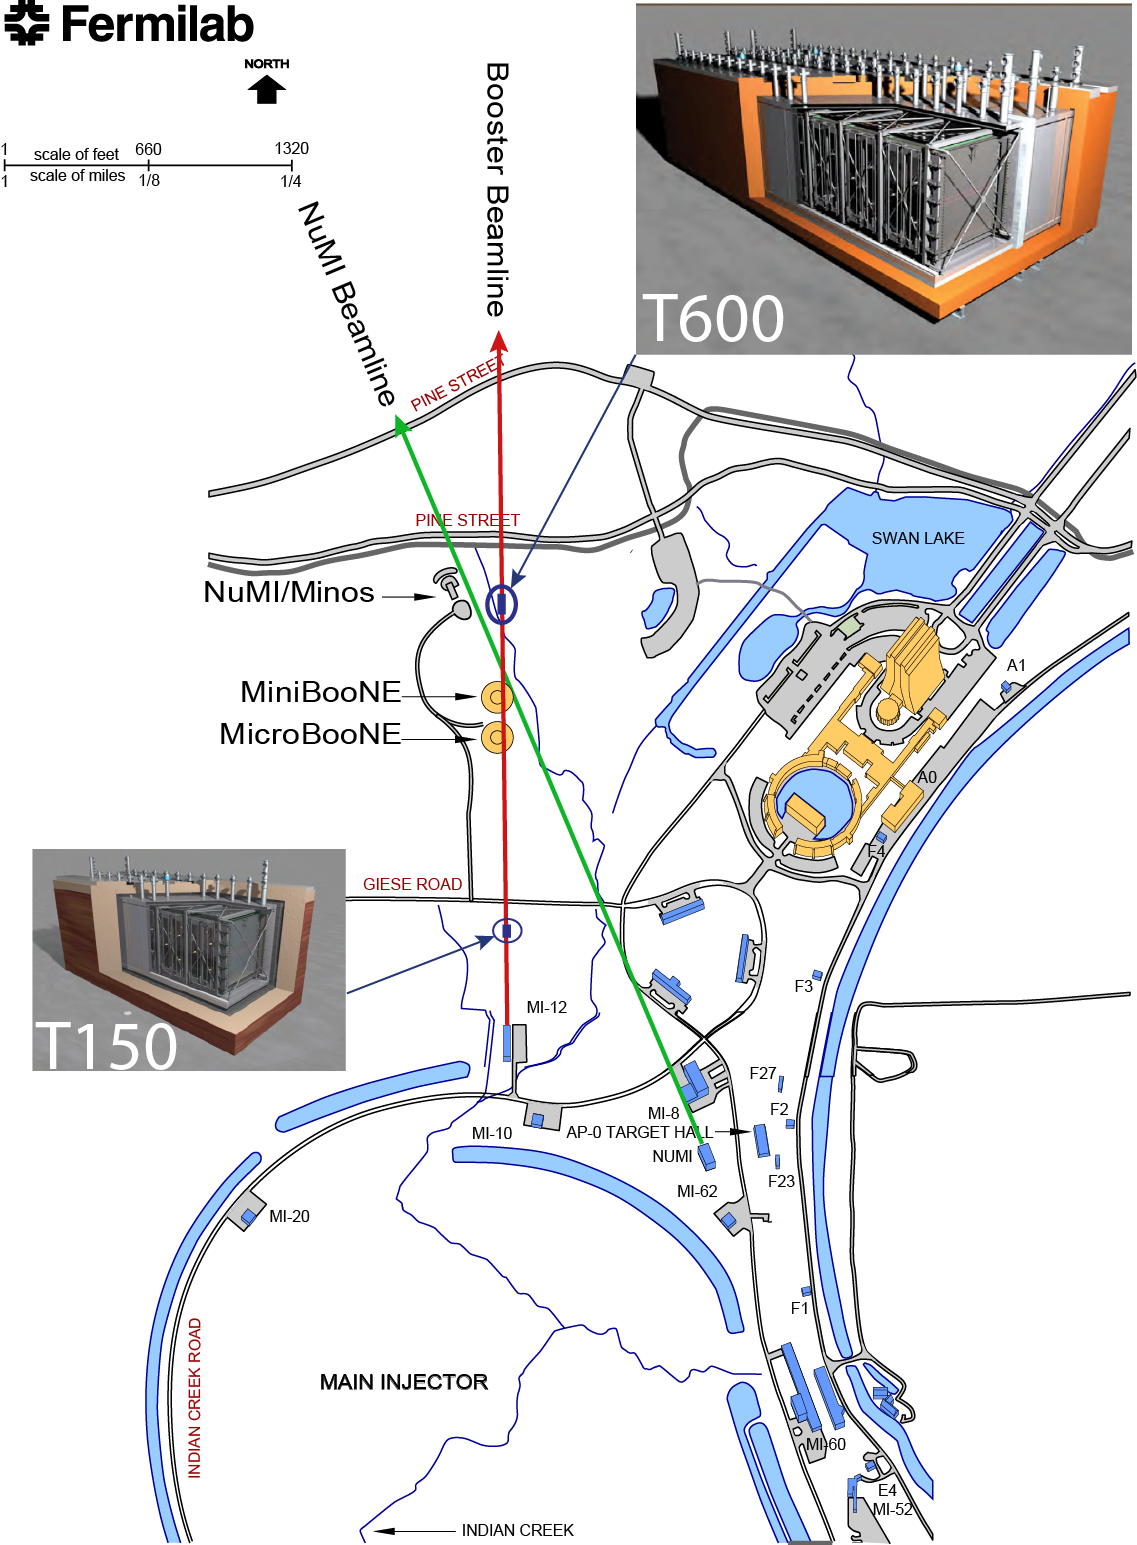 Fermilab
NORTH
1 660 1320
scale of feet
scale of miles
1 1/8 1/4
NuMI Beamline
Booster Beamline
T600
PINE STREET
PINE STREET
SWAN LAKE
NuMI/Minos
A1
MiniBooNE
MicroBooNE
A0
F4
GIESE ROAD
T150
F3
MI-12
F27
F2
MI-8
AP-0 TARGET HALL
MI-10
NUMI
F23
MI-62
MI-20
F1
INDIAN CREEK ROAD
MAIN INJECTOR
MI-60
E4
MI-52
INDIAN CREEK